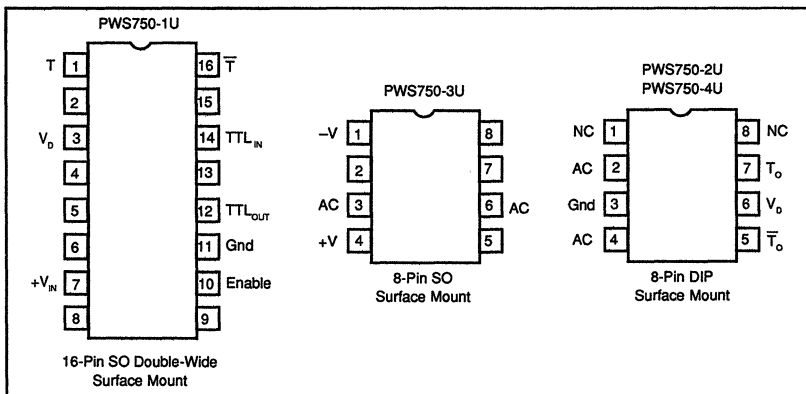 PWS750-1U
T 1 16 T̅
2 15
V_D 3 14 TTL_IN
4 13
5 12 TTL_OUT
6 11 Gnd
+V_IN 7 10 Enable
8 9
16-Pin SO Double-Wide
Surface Mount
PWS750-3U
–V 1 8
2 7
AC 3 6 AC
+V 4 5
8-Pin SO
Surface Mount
PWS750-2U
PWS750-4U
NC 1 8 NC
AC 2 7 T_O
Gnd 3 6 V_D
AC 4 5 T̅_O
8-Pin DIP
Surface Mount